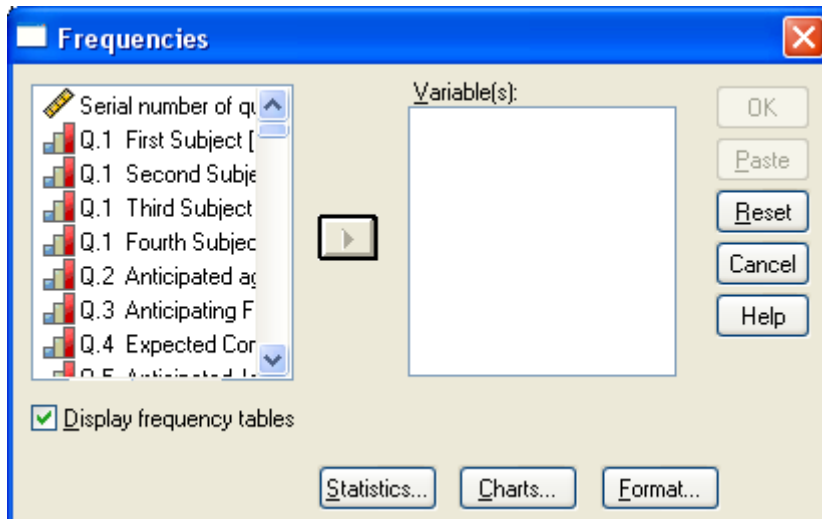 Frequencies
Serial number of qu
Q.1 First Subject [
Q.1 Second Subje
Q.1 Third Subject
Q.1 Fourth Subjec
Q.2 Anticipated ag
Q.3 Anticipating F
Q.4 Expected Cor
Variable(s):
OK
Paste
Reset
Cancel
Help
Display frequency tables
Statistics...
Charts...
Format...